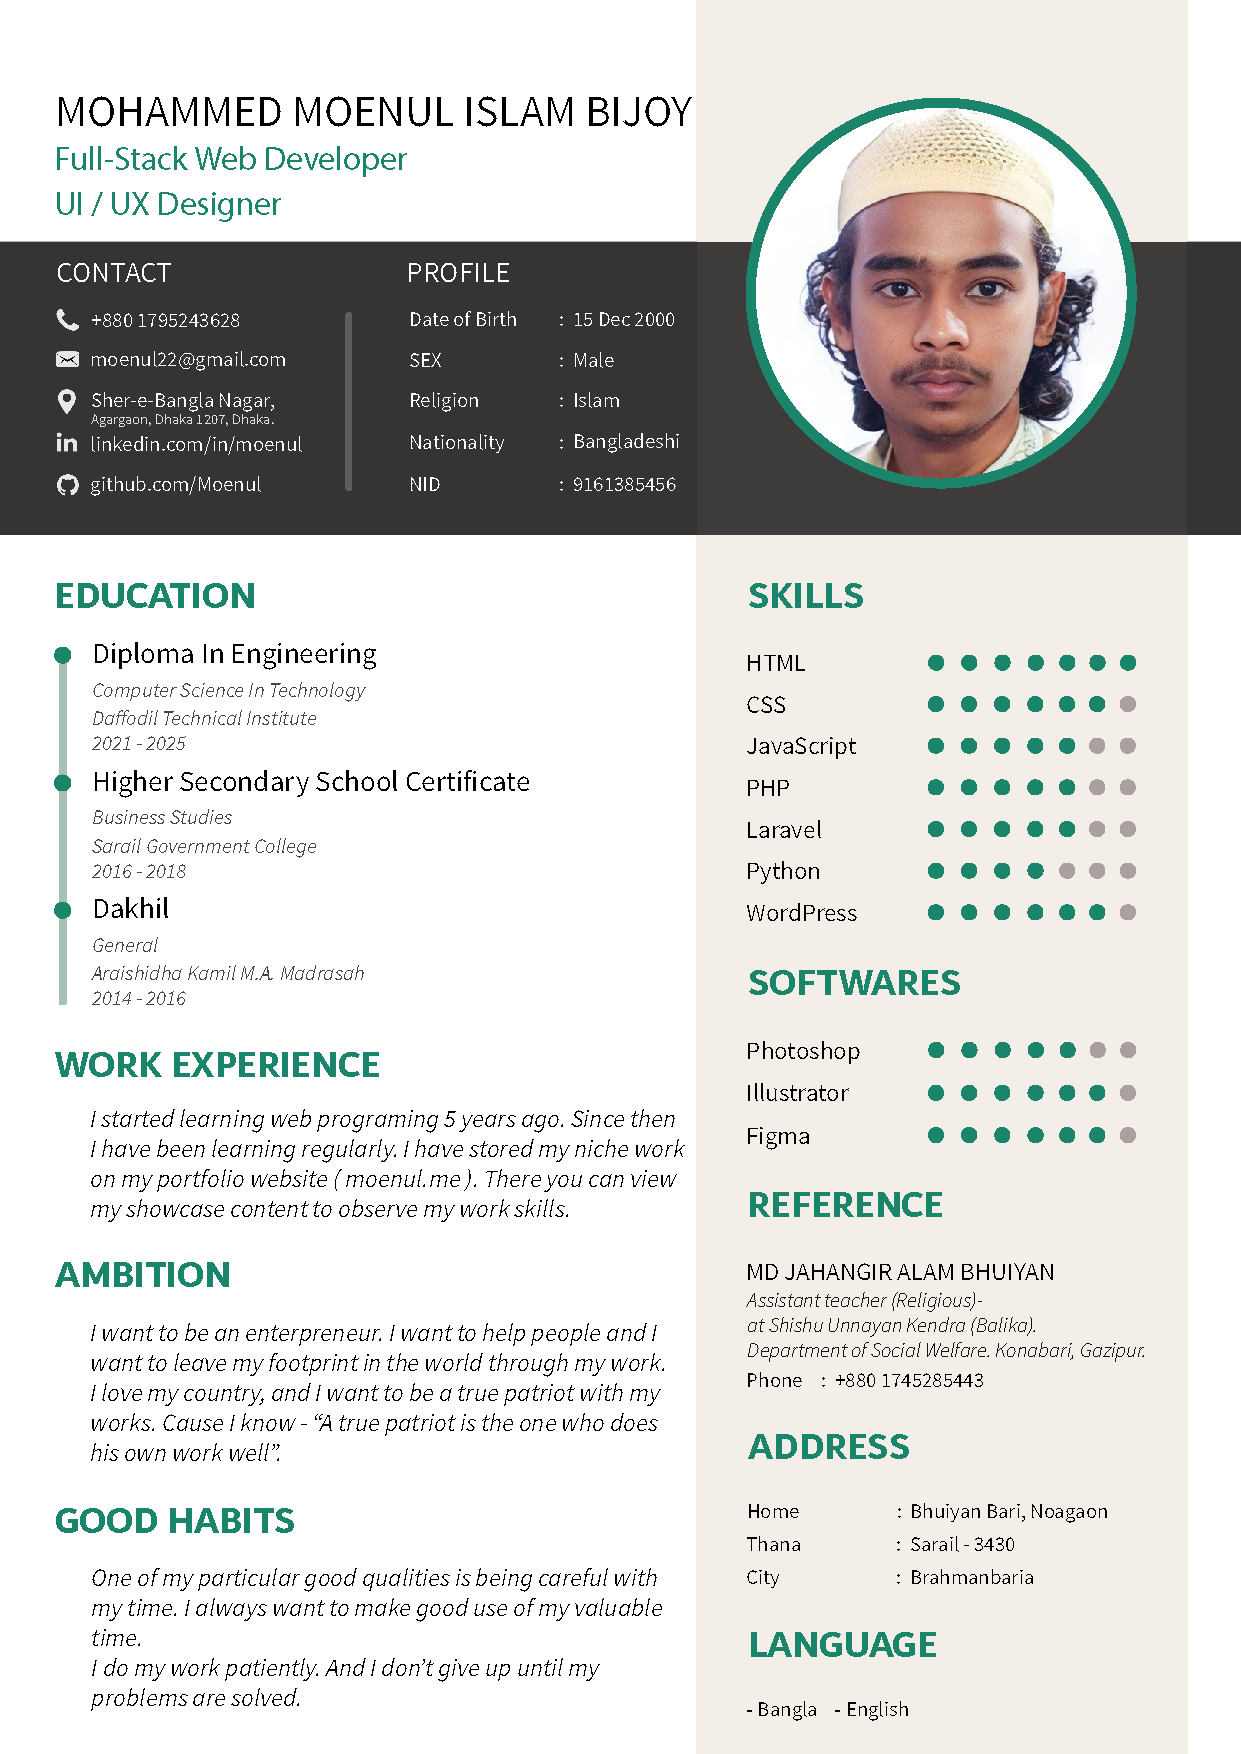 MOHAMMED MOENUL ISLAM BIJOY
Full-Stack Web Developer
UI / UX Designer
CONTACT
+880 1795243628
moenul22@gmail.com
Sher-e-Bangla Nagar,
Agargaon, Dhaka 1207, Dhaka.
linkedin.com/in/moenul
github.com/Moenul
PROFILE
Date of Birth : 15 Dec 2000
SEX : Male
Religion : Islam
Nationality : Bangladeshi
NID : 9161385456
EDUCATION
Diploma In Engineering
Computer Science In Technology
Daffodil Technical Institute
2021 - 2025
Higher Secondary School Certificate
Business Studies
Sarail Government College
2016 - 2018
Dakhil
General
Araishidha Kamil M.A. Madrasah
2014 - 2016
WORK EXPERIENCE
I started learning web programing 5 years ago. Since then
I have been learning regularly. I have stored my niche work
on my portfolio website ( moenul.me ). There you can view
my showcase content to observe my work skills.
AMBITION
I want to be an enterpreneur. I want to help people and I
want to leave my footprint in the world through my work.
I love my country, and I want to be a true patriot with my
works. Cause I know - “A true patriot is the one who does
his own work well”.
GOOD HABITS
One of my particular good qualities is being careful with
my time. I always want to make good use of my valuable
time.
I do my work patiently. And I don’t give up until my
problems are solved.
SKILLS
HTML
CSS
JavaScript
PHP
Laravel
Python
WordPress
SOFTWARES
Photoshop
Illustrator
Figma
REFERENCE
MD JAHANGIR ALAM BHUIYAN
Assistant teacher (Religious)-
at Shishu Unnayan Kendra (Balika).
Department of Social Welfare. Konabari, Gazipur.
Phone : +880 1745285443
ADDRESS
Home : Bhuiyan Bari, Noagaon
Thana : Sarail - 3430
City : Brahmanbaria
LANGUAGE
- Bangla - English